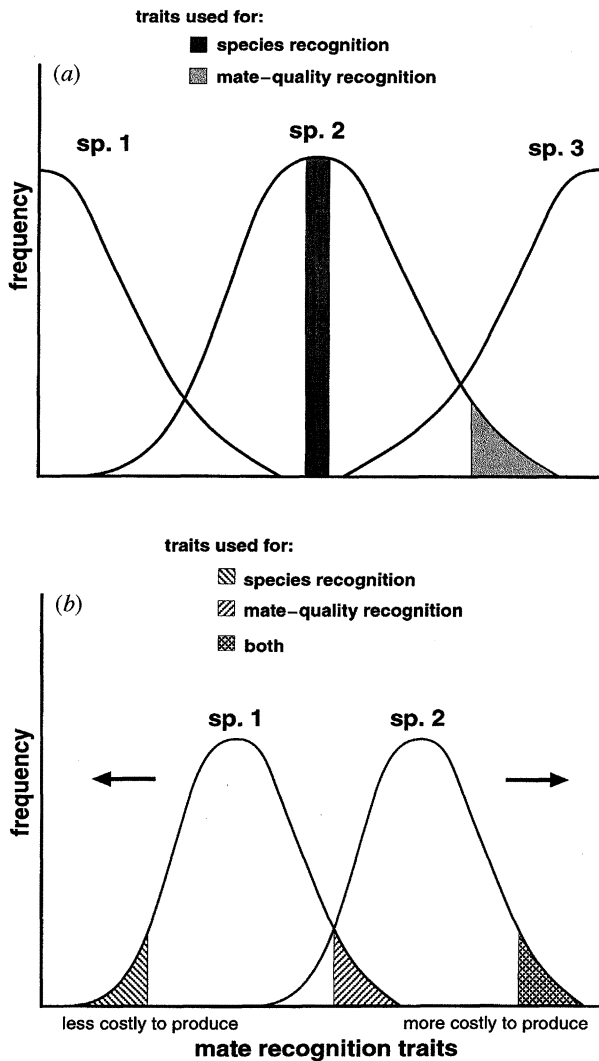 traits used for:
species recognition
mate-quality recognition
(a)
sp. 1
sp. 2
sp. 3
frequency
traits used for:
species recognition
mate-quality recognition
both
(b)
sp. 1
sp. 2
frequency
less costly to produce
more costly to produce
mate recognition traits